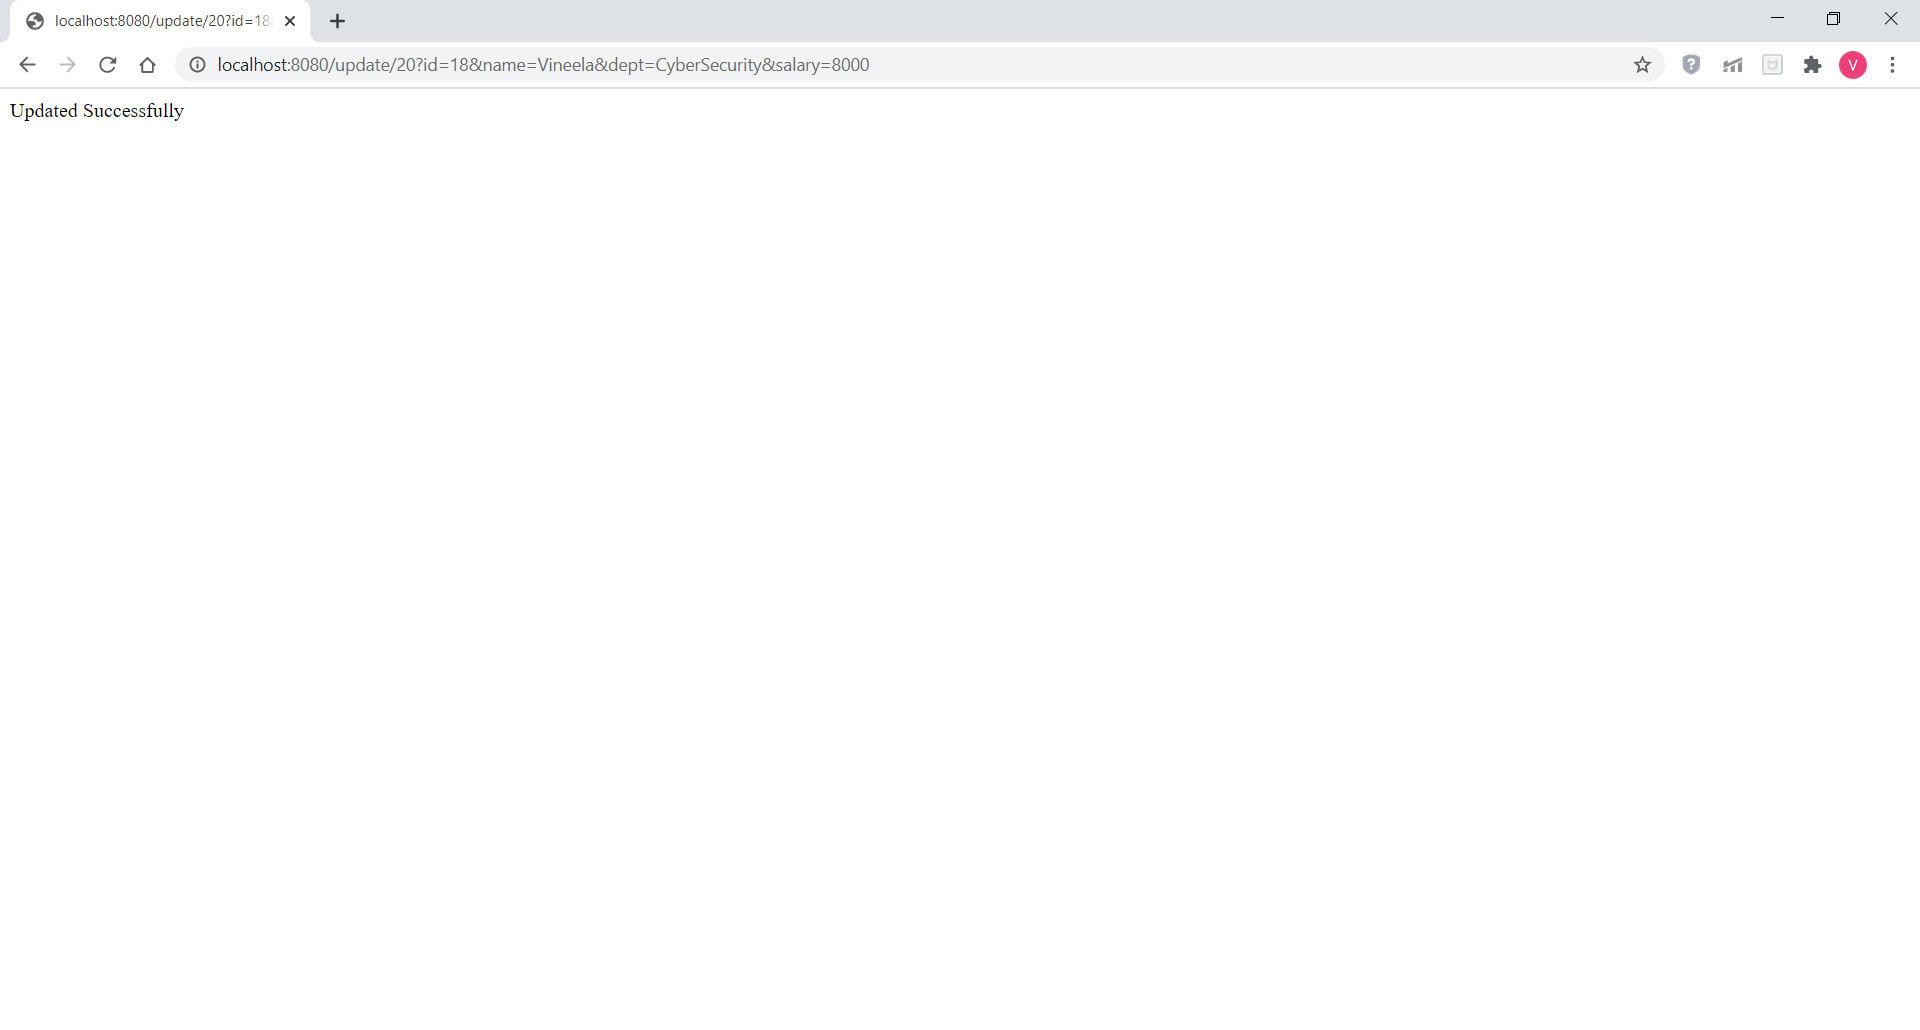 localhost:8080/update/20?id=18
localhost:8080/update/20?id=18&name=Vineela&dept=CyberSecurity&salary=8000
V
Updated Successfully